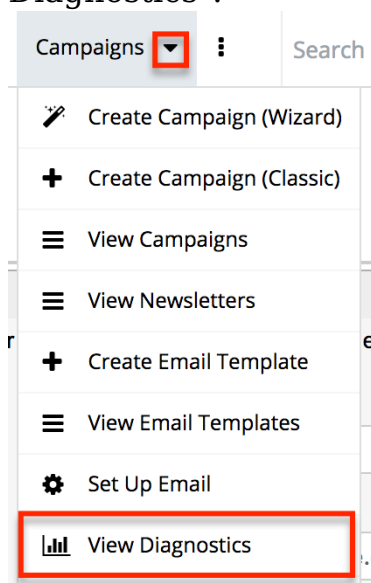 Diagnostics".
Campaigns Search
Create Campaign (Wizard)
Create Campaign (Classic)
View Campaigns
View Newsletters
r
Create Email Template e
View Email Templates
Set Up Email
View Diagnostics